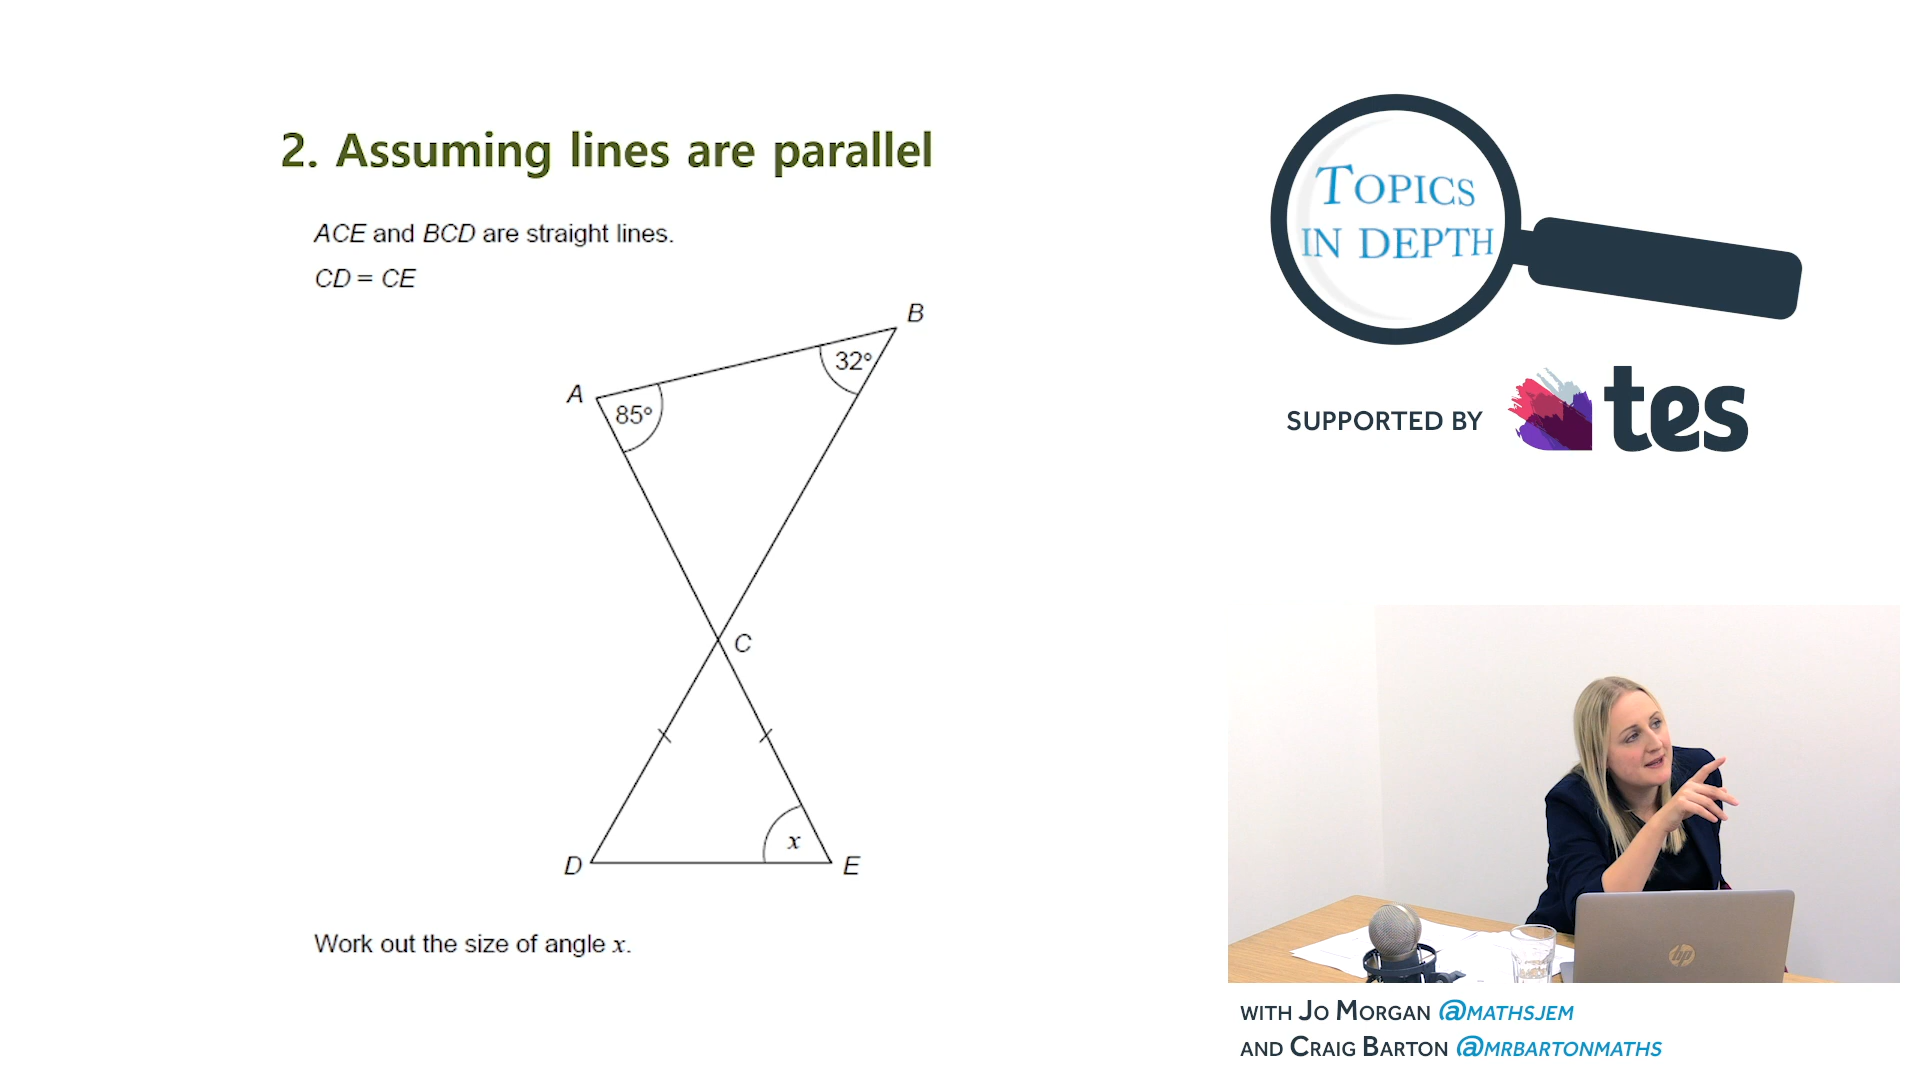 2. Assuming lines are parallel
ACE and BCD are straight lines.
CD = CE
B
32°
A
85°
C
x
D
E
Work out the size of angle x.
TOPICS
IN DEPTH
SUPPORTED BY
tes
hp
WITH JO MORGAN @MATHSJEM
AND CRAIG BARTON @MRBARTONMATHS